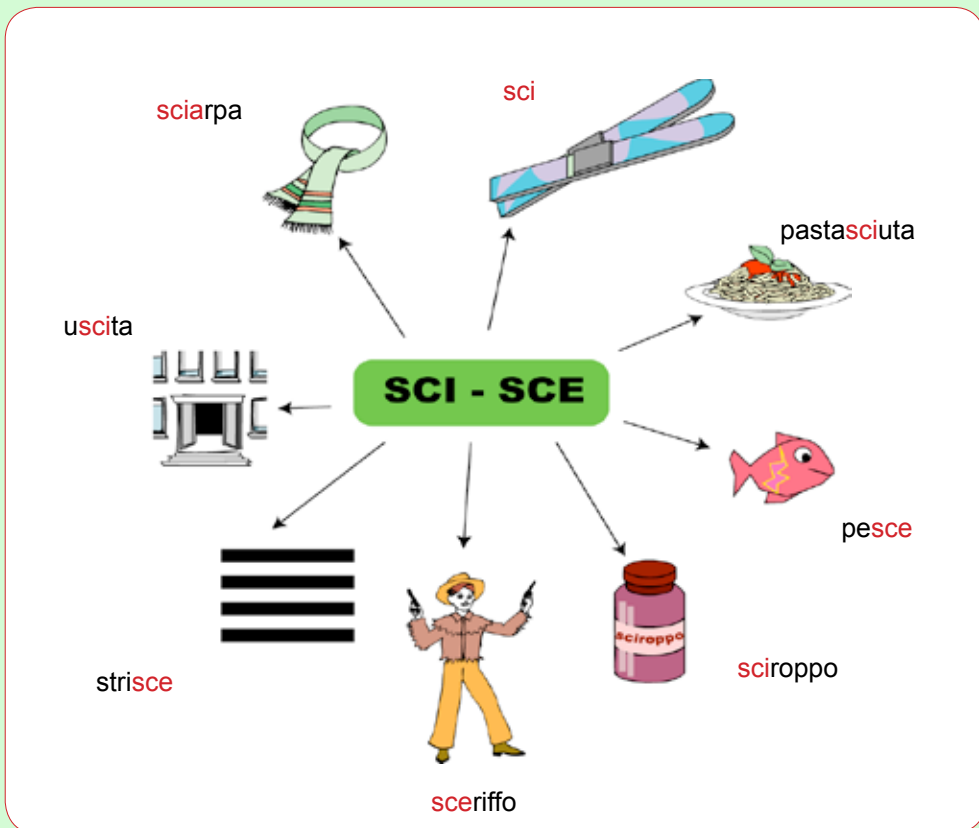 sci
sciarpa
pastasciuta
uscita
SCI - SCE
pesce
sciroppo
sciroppo
strisce
sceriffo